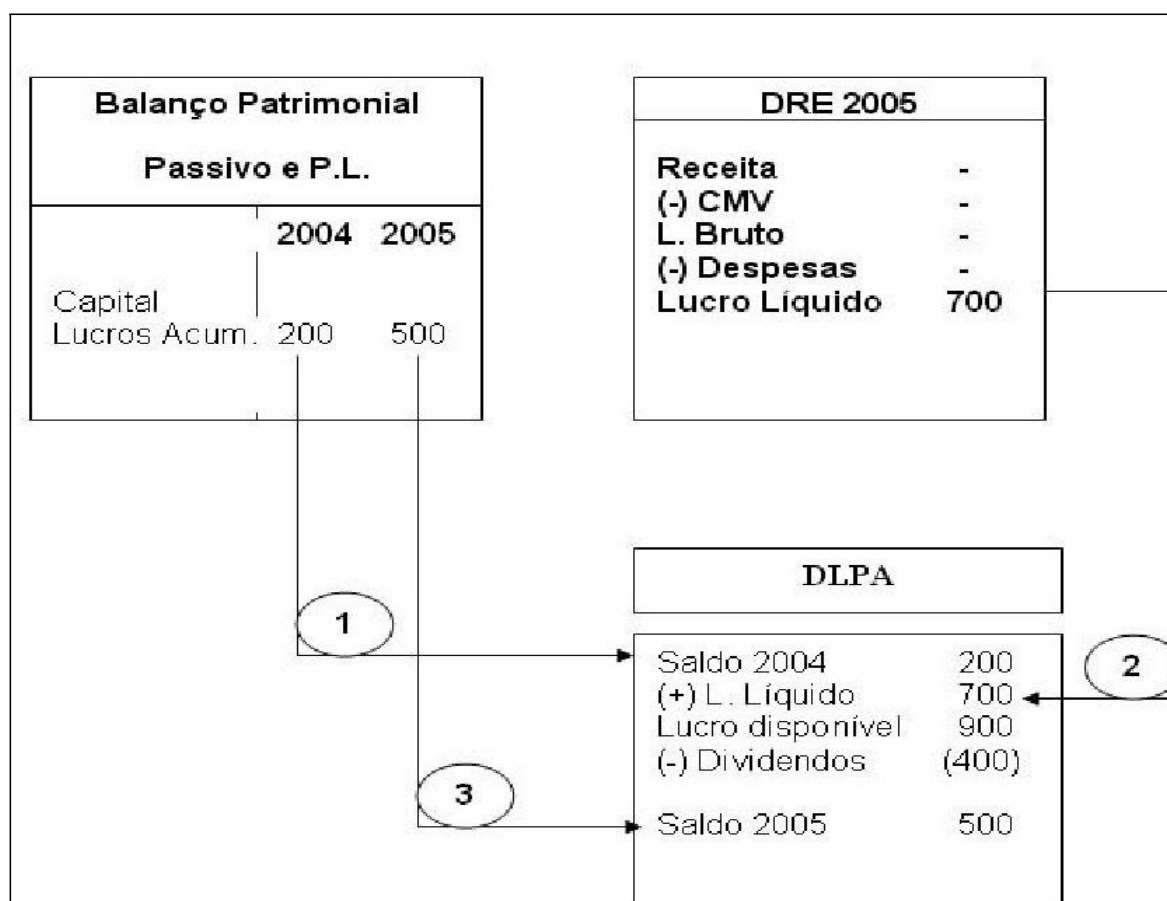 Balanço Patrimonial
Passivo e P.L.
2004 2005
Capital
Lucros Acum. 200 500
DRE 2005
Receita -
(-) CMV -
L. Bruto -
(-) Despesas -
Lucro Líquido 700
1
2
3
DLPA
Saldo 2004 200
(+) L. Líquido 700
Lucro disponível 900
(-) Dividendos (400)
Saldo 2005 500